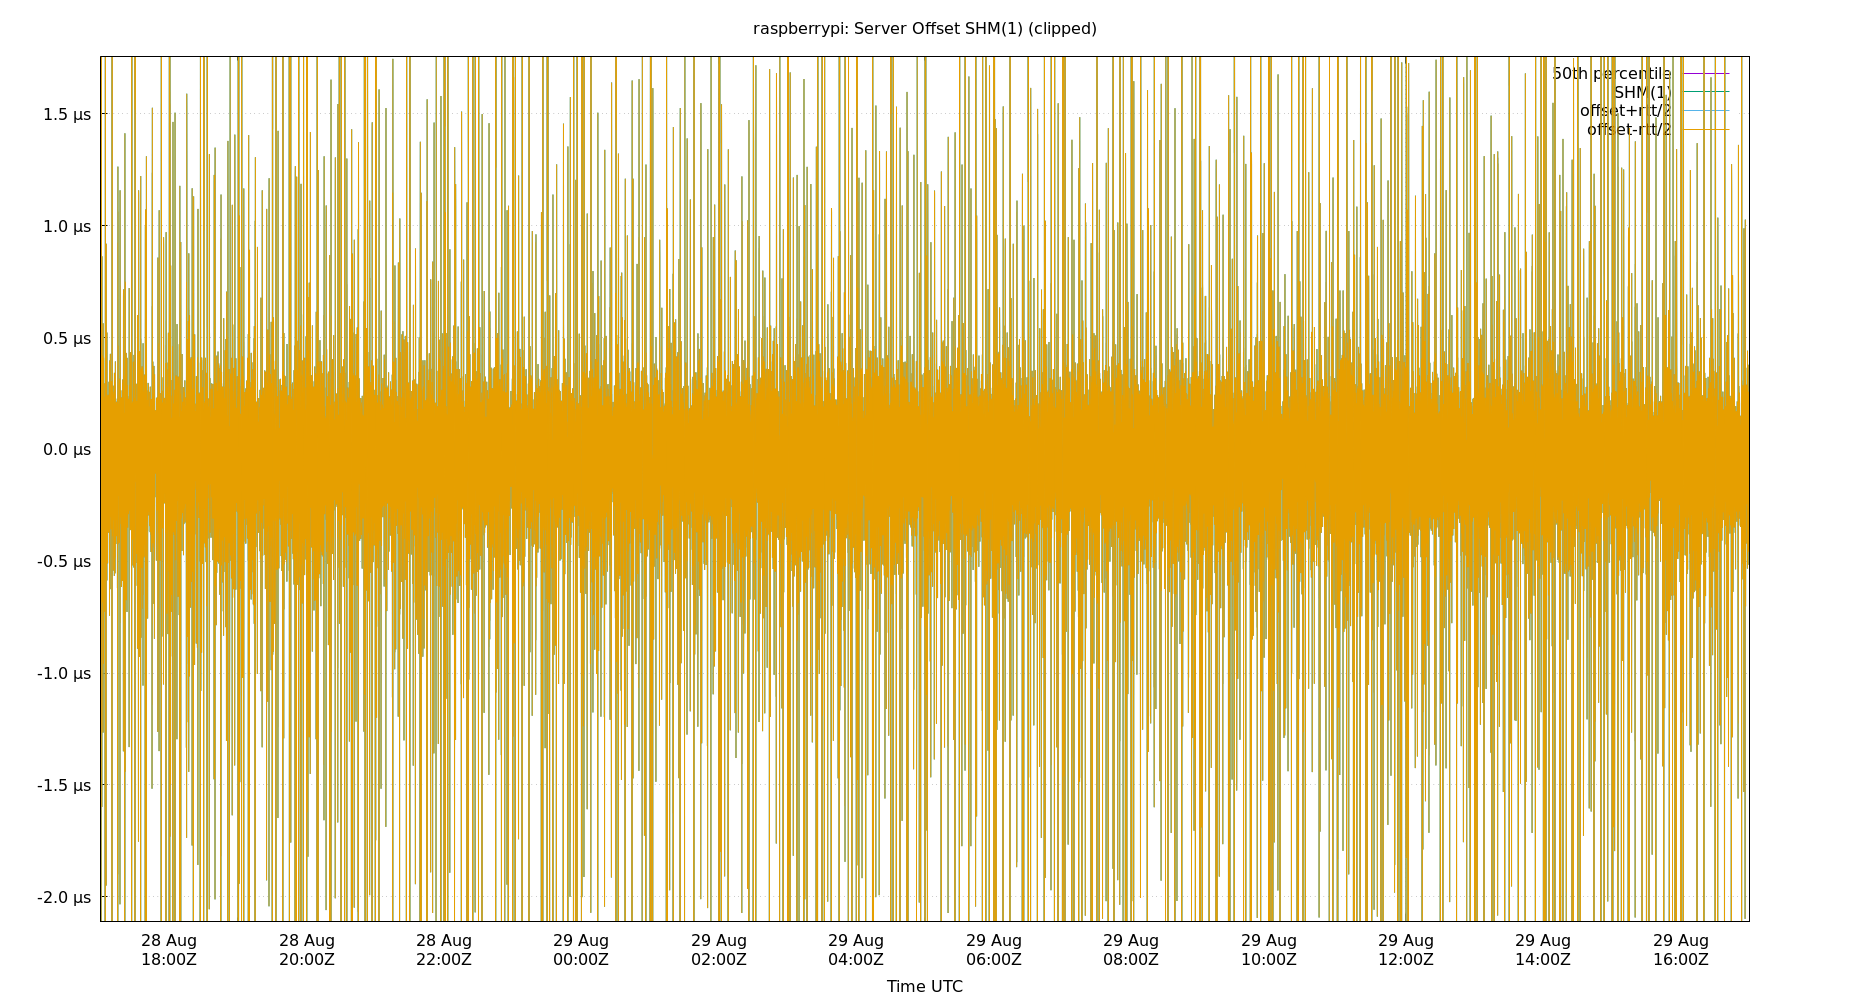 raspberrypi: Server Offset SHM(1) (clipped)
50th percentile
SHM(1)
offset+rtt/2
offset-rtt/2
1.5 µs
1.0 µs
0.5 µs
0.0 µs
-0.5 µs
-1.0 µs
-1.5 µs
-2.0 µs
28 Aug 28 Aug 28 Aug 29 Aug 29 Aug 29 Aug 29 Aug 29 Aug 29 Aug 29 Aug 29 Aug 29 Aug
18:00Z 20:00Z 22:00Z 00:00Z 02:00Z 04:00Z 06:00Z 08:00Z 10:00Z 12:00Z 14:00Z 16:00Z
Time UTC